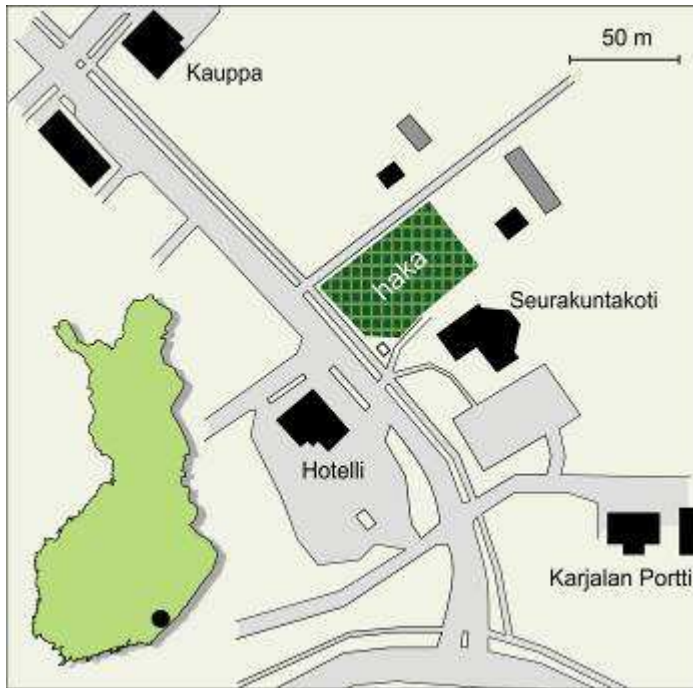 50 m
Kauppa
haka
Seurakuntakoti
Hotelli
Karjalan Portti